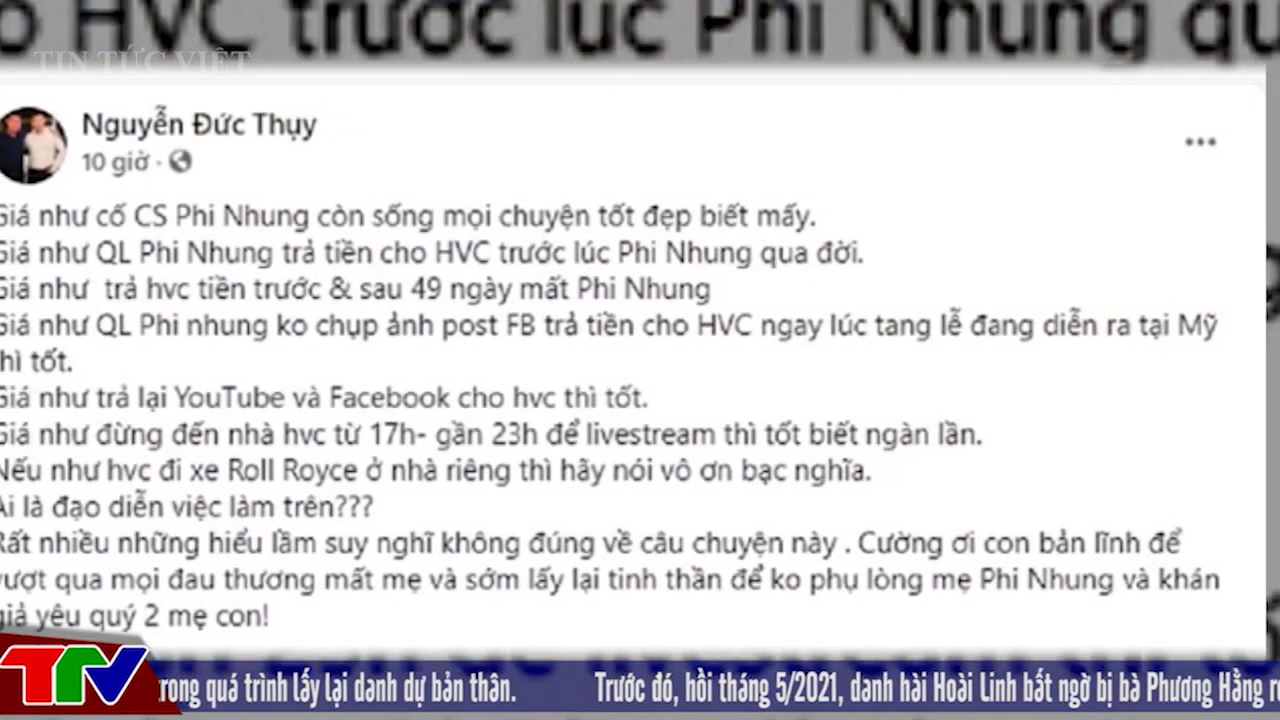 HVC trước lúc Phi Nhung
TIN TỨC VIỆT
Nguyễn Đức Thụy
10 giờ ·
Giá như cố CS Phi Nhung còn sống mọi chuyện tốt đẹp biết mấy.
Giá như QL Phi Nhung trả tiền cho HVC trước lúc Phi Nhung qua đời.
Giá như trả hvc tiền trước & sau 49 ngày mất Phi Nhung
Giá như QL Phi nhung ko chụp ảnh post FB trả tiền cho HVC ngay lúc tang lễ đang diễn ra tại Mỹ
thì tốt.
Giá như trả lại YouTube và Facebook cho hvc thì tốt.
Giá như đừng đến nhà hvc từ 17h- gần 23h để livestream thì tốt biết ngàn lần.
Nếu như hvc đi xe Roll Royce ở nhà riêng thì hãy nói vô ơn bạc nghĩa.
Ai là đạo diễn việc làm trên???
Rất nhiều những hiểu lầm suy nghĩ không đúng về câu chuyện này . Cường ơi con bản lĩnh để
vượt qua mọi đau thương mất mẹ và sớm lấy lại tinh thần để ko phụ lòng mẹ Phi Nhung và khán
giả yêu quý 2 mẹ con!
TTV trong quá trình lấy lại danh dự bản thân. Trước đó, hồi tháng 5/2021, danh hài Hoài Linh bất ngờ bị bà Phương Hằng